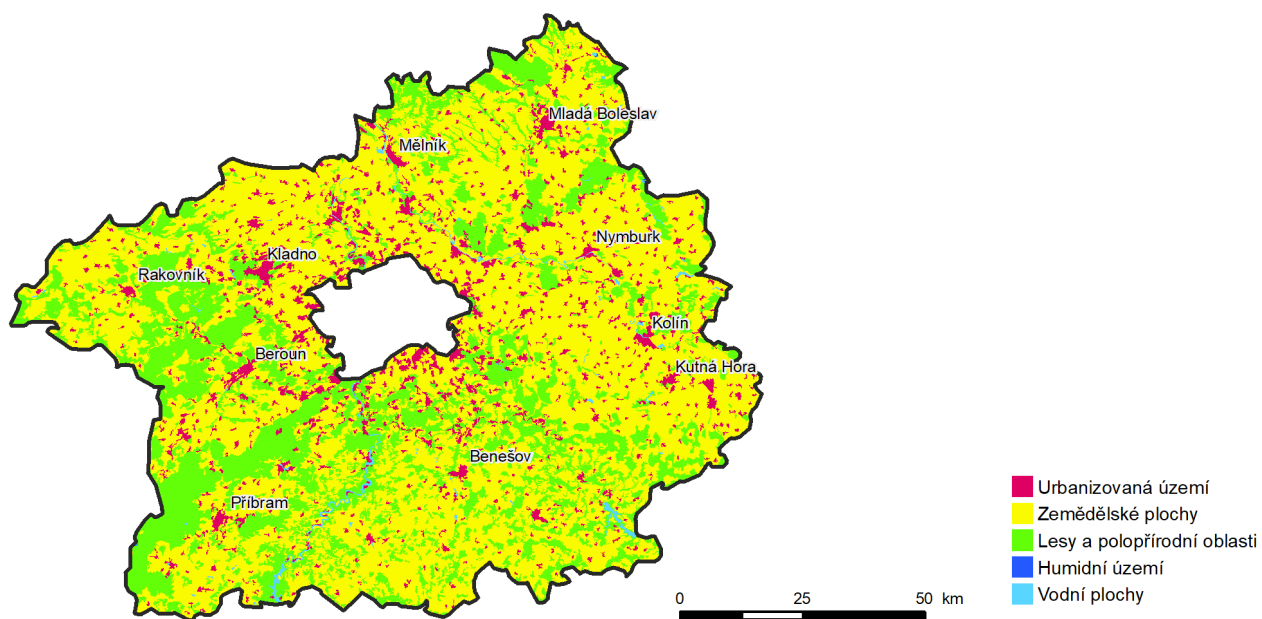 Mladá Boleslav
Mělník
Nymburk
Kladno
Rakovník
Kolín
Beroun
Kutná Hora
Benešov
Příbram
Urbanizovaná území
Zemědělské plochy
Lesy a polopřírodní oblasti
Humidní území
Vodní plochy
0 25 50 km